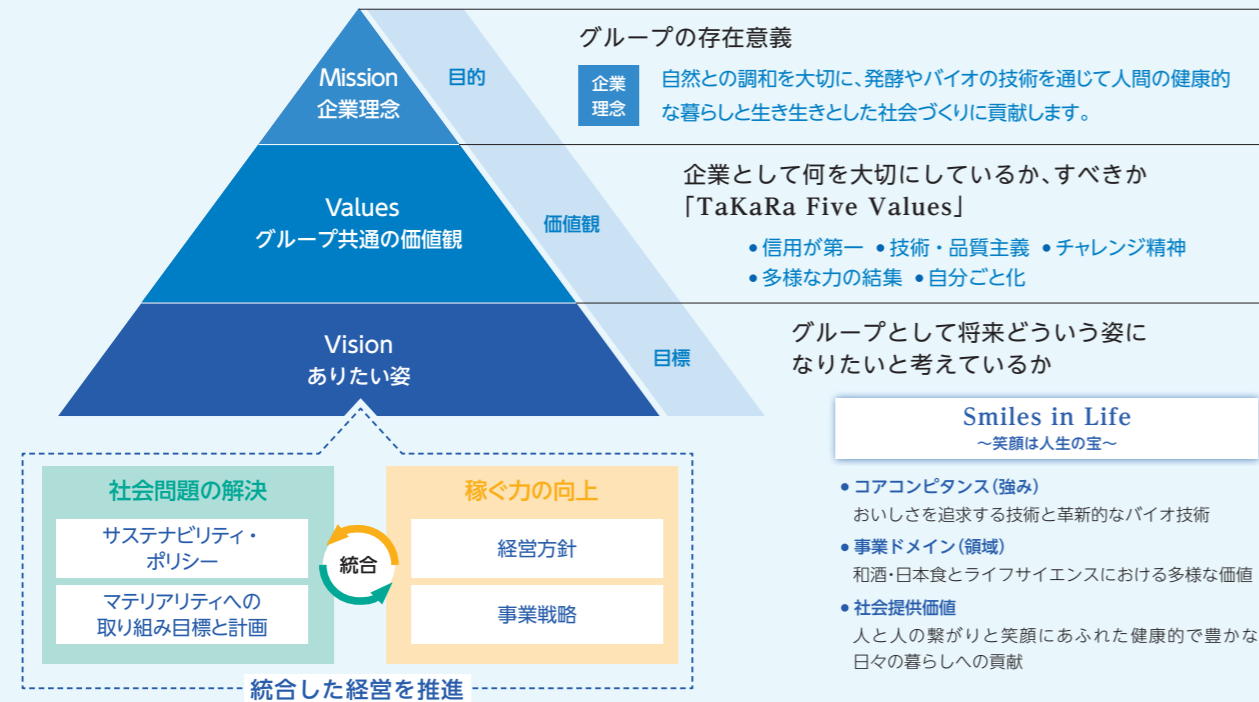 Mission
企業理念
目的
グループの存在意義
企業
理念
自然との調和を大切に、発酵やバイオの技術を通じて人間の健康的
な暮らしと生き生きとした社会づくりに貢献します。
Values
グループ共通の価値観
価値観
企業として何を大切にしているか、すべきか
「TaKaRa Five Values」
•信用が第一 •技術・品質主義 •チャレンジ精神
•多様な力の結集 •自分ごと化
Vision
ありたい姿
目標
グループとして将来どういう姿に
なりたいと考えているか
Smiles in Life
〜笑顔は人生の宝〜
•コアコンピタンス(強み)
おいしさを追求する技術と革新的なバイオ技術
•事業ドメイン(領域)
和酒・日本食とライフサイエンスにおける多様な価値
•社会提供価値
人と人の繋がりと笑顔にあふれた健康的で豊かな
日々の暮らしへの貢献
社会問題の解決
サステナビリティ・
ポリシー
マテリアリティへの
取り組み目標と計画
統合
稼ぐ力の向上
経営方針
事業戦略
統合した経営を推進